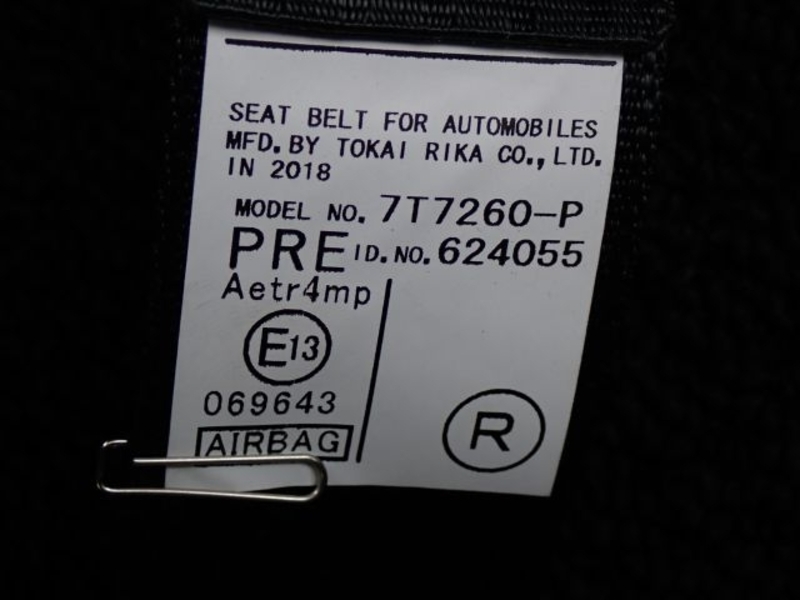 SEAT BELT FOR AUTOMOBILES
MFD. BY TOKAI RIKA CO., LTD.
IN 2018
MODEL NO. 7T7260-P
PRE ID. NO. 624055
Aetr4mp
E13
069643
AIRBAG
R